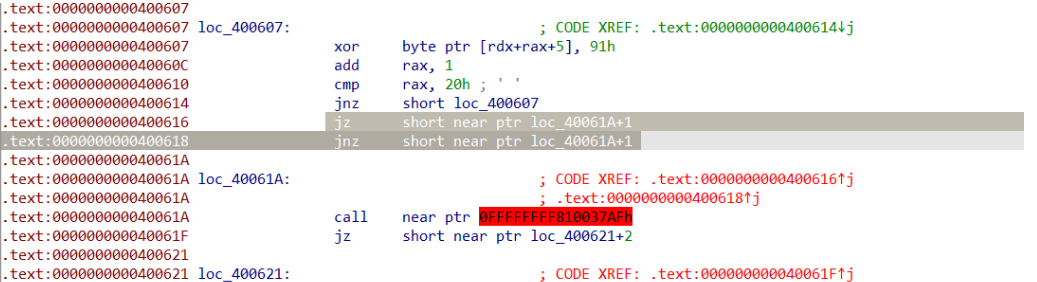 .text:0000000000400607
.text:0000000000400607 loc_400607: ; CODE XREF: .text:0000000000400614↓j
.text:0000000000400607 xor byte ptr [rdx+rax+5], 91h
.text:000000000040060C add rax, 1
.text:0000000000400610 cmp rax, 20h ; ' '
.text:0000000000400614 jnz short loc_400607
.text:0000000000400616 jz short near ptr loc_40061A+1
.text:0000000000400618 jnz short near ptr loc_40061A+1
.text:000000000040061A
.text:000000000040061A loc_40061A: ; CODE XREF: .text:0000000000400616↑j
.text:000000000040061A ; .text:0000000000400618↑j
.text:000000000040061A call near ptr 0FFFFFFFF810037AFh
.text:000000000040061F jz short near ptr loc_400621+2
.text:0000000000400621
.text:0000000000400621 loc_400621: ; CODE XREF: .text:000000000040061F↑j